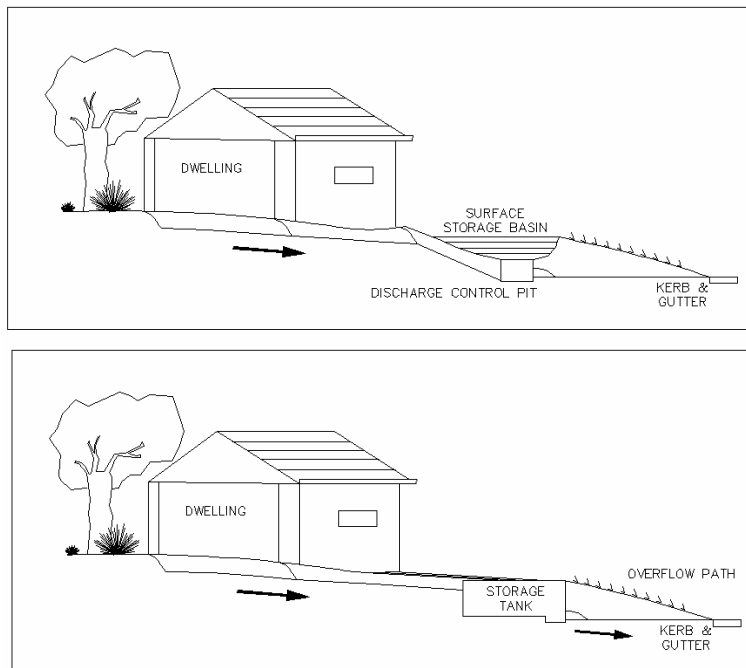 DWELLING
SURFACE
STORAGE BASIN
DISCHARGE CONTROL PIT
KERB &
GUTTER
DWELLING
OVERFLOW PATH
STORAGE
TANK
KERB &
GUTTER